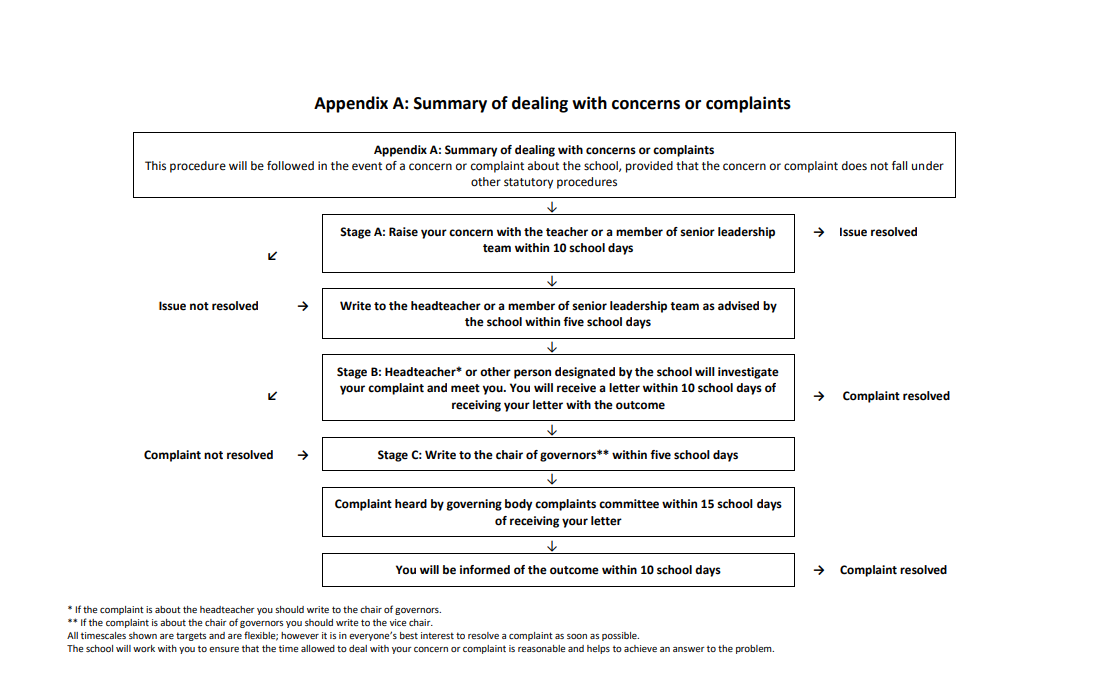 Appendix A: Summary of dealing with concerns or complaints
Appendix A: Summary of dealing with concerns or complaints
This procedure will be followed in the event of a concern or complaint about the school, provided that the concern or complaint does not fall under
other statutory procedures
↓
Stage A: Raise your concern with the teacher or a member of senior leadership
team within 10 school days
→ Issue resolved
↙
↓
Issue not resolved →
Write to the headteacher or a member of senior leadership team as advised by
the school within five school days
↓
Stage B: Headteacher* or other person designated by the school will investigate
your complaint and meet you. You will receive a letter within 10 school days of
receiving your letter with the outcome
↙
→ Complaint resolved
↓
Complaint not resolved →
Stage C: Write to the chair of governors** within five school days
↓
Complaint heard by governing body complaints committee within 15 school days
of receiving your letter
↓
You will be informed of the outcome within 10 school days
→ Complaint resolved
* If the complaint is about the headteacher you should write to the chair of governors.
** If the complaint is about the chair of governors you should write to the vice chair.
All timescales shown are targets and are flexible; however it is in everyone's best interest to resolve a complaint as soon as possible.
The school will work with you to ensure that the time allowed to deal with your concern or complaint is reasonable and helps to achieve an answer to the problem.